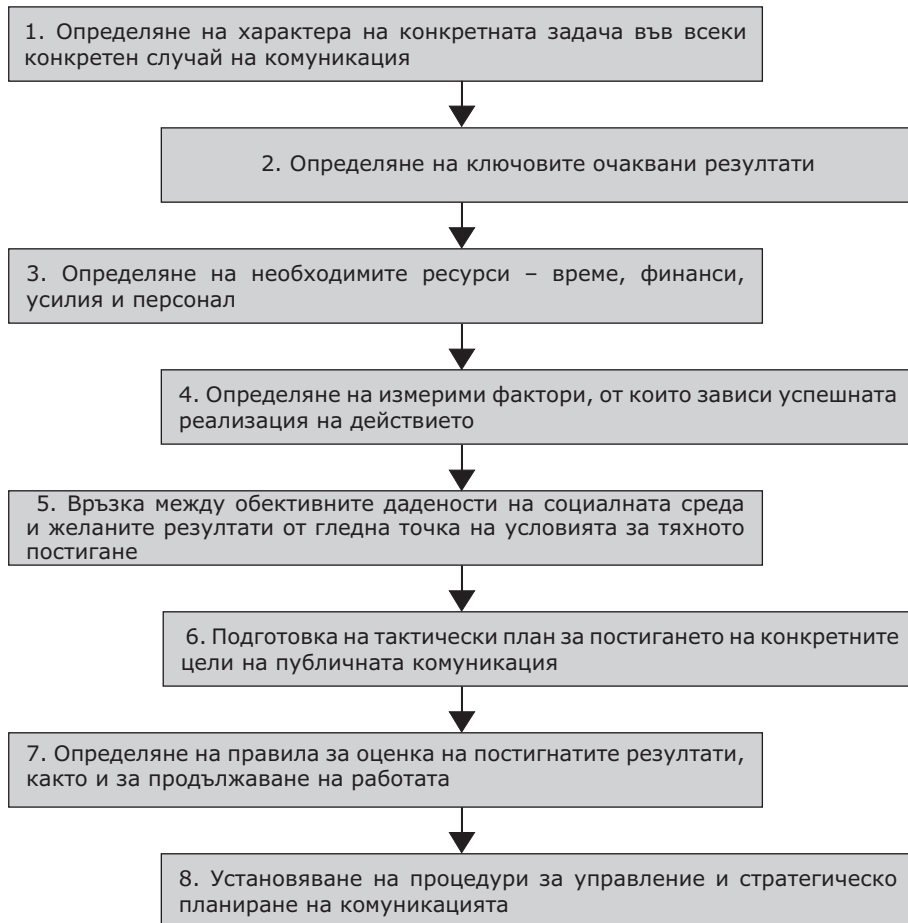 1. Определяне на характера на конкретната задача във всеки
конкретен случай на комуникация
2. Определяне на ключовите очаквани резултати
3. Определяне на необходимите ресурси – време, финанси,
усилия и персонал
4. Определяне на измерими фактори, от които зависи успешната
реализация на действието
5. Връзка между обективните дадености на социалната среда
и желаните резултати от гледна точка на условията за тяхното
постигане
6. Подготовка на тактически план за постигането на конкретните
цели на публичната комуникация
7. Определяне на правила за оценка на постигнатите резултати,
както и за продължаване на работата
8. Установяване на процедури за управление и стратегическо
планиране на комуникацията